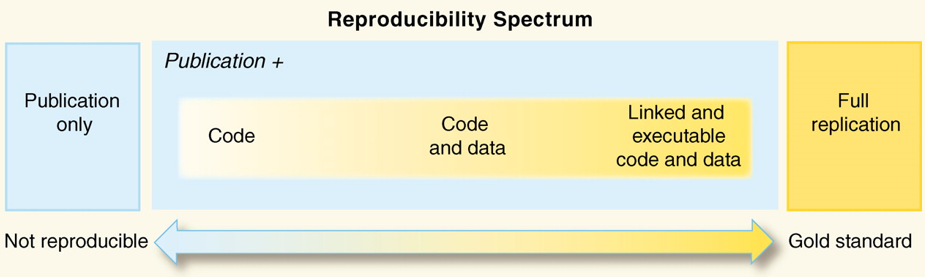 Reproducibility Spectrum
Publication +
Publication
only
Code
Code
and data
Linked and
executable
code and data
Full
replication
Not reproducible
Gold standard